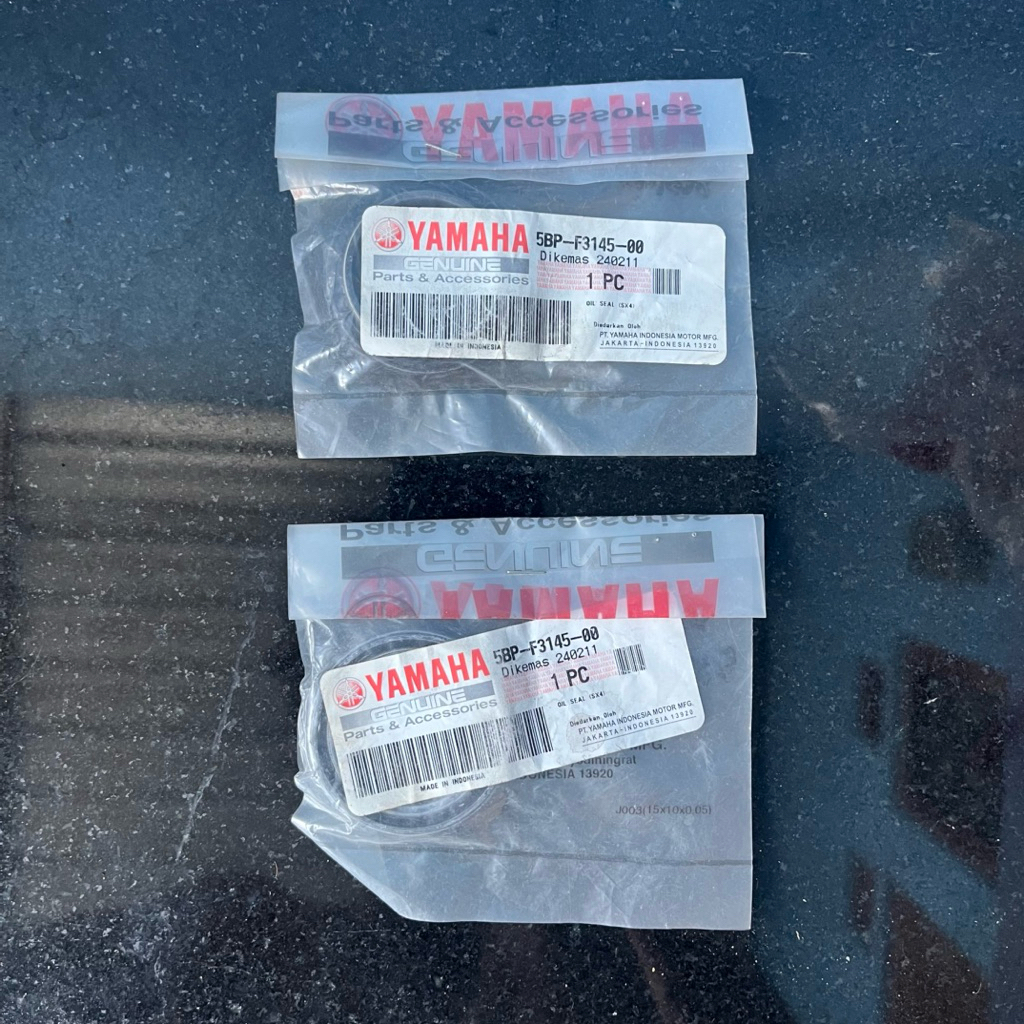 Parts & Accessories
YAMAHA
GENUINE
YAMAHA
GENUINE
Parts & Accessories
MADE IN INDONESIA
5BP-F3145-00
Dikemas 240211
1 PC
OIL SEAL (SX4)
Diedarkan Oleh
PT. YAMAHA INDONESIA MOTOR MFG.
JAKARTA-INDONESIA 13920
Parts & Accessories
GENUINE
YAMAHA
YAMAHA
GENUINE
Parts & Accessories
MADE IN INDONESIA
5BP-F3145-00
Dikemas 240211
1 PC
OIL SEAL (SX4)
Diedarkan Oleh
PT. YAMAHA INDONESIA MOTOR MFG.
JAKARTA-INDONESIA 13920
MFG.
13920
J003(15x10x0.05)